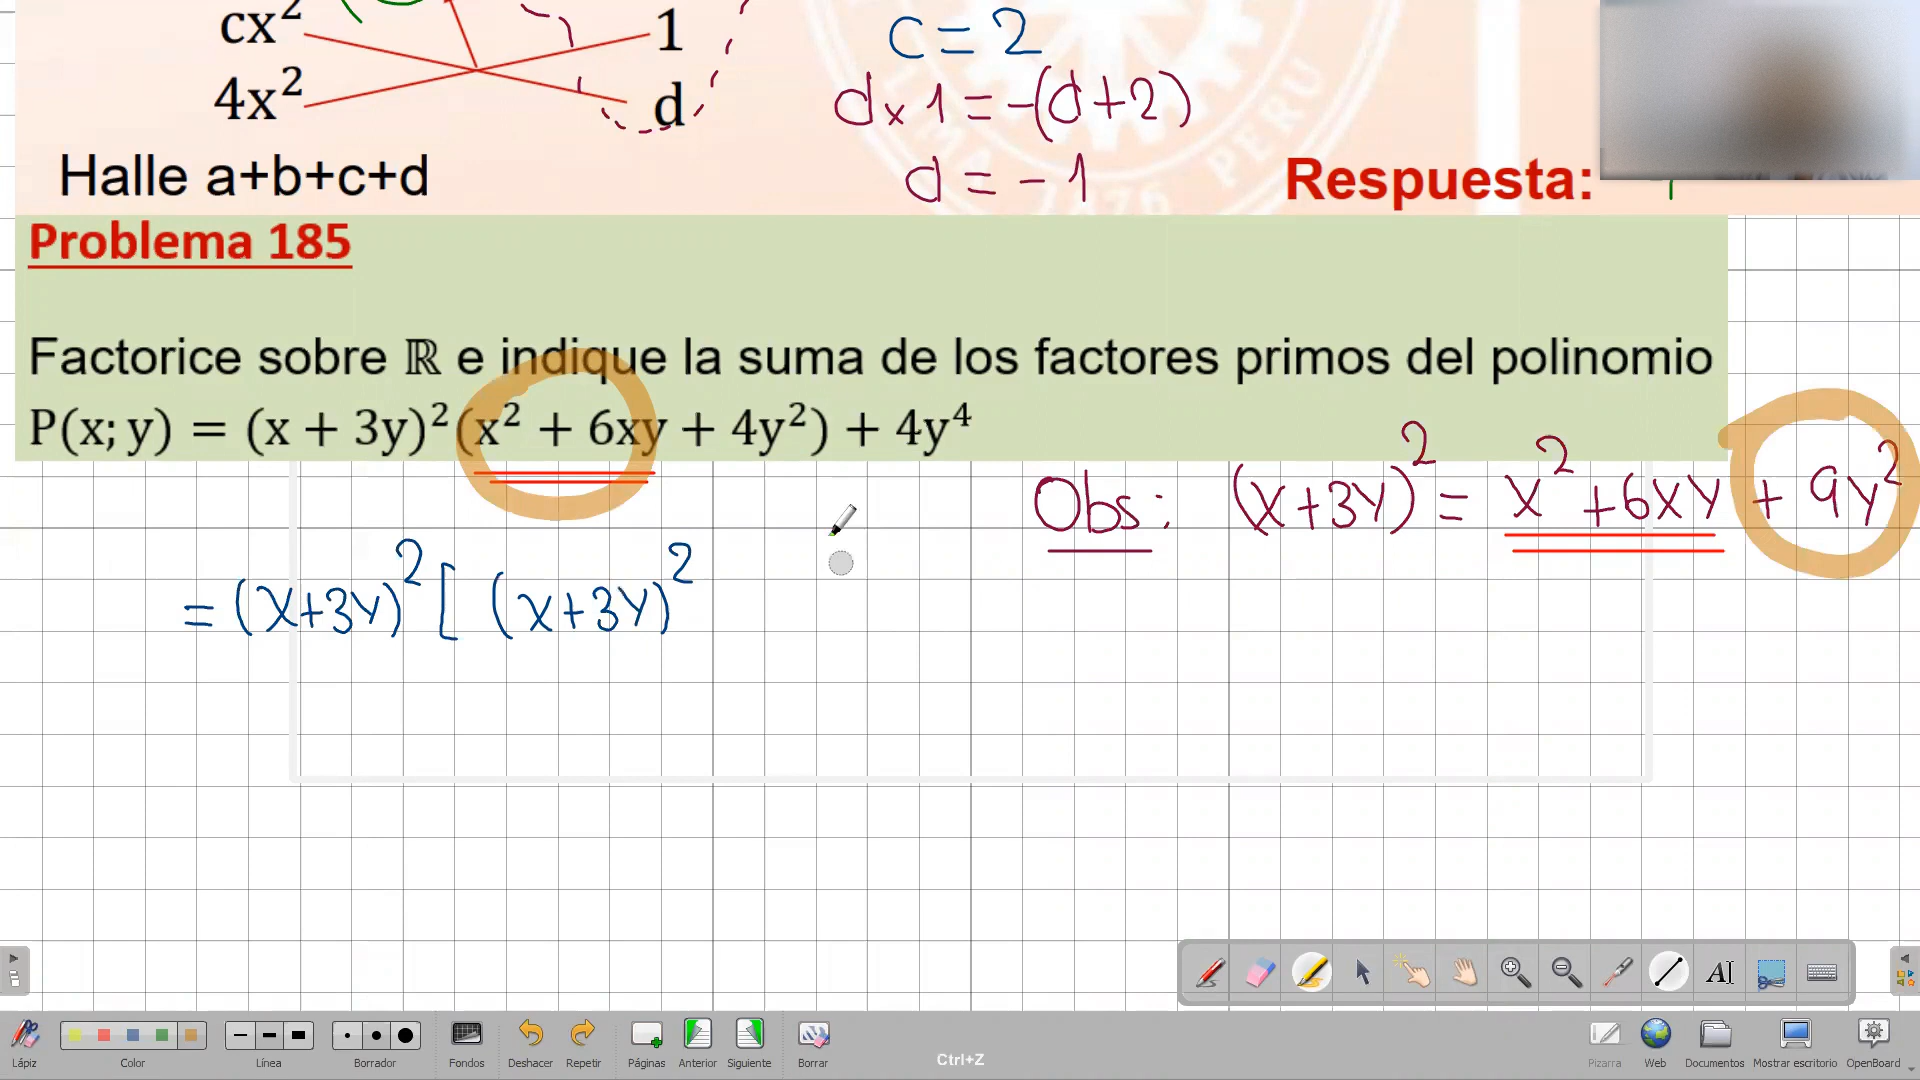 cx² 1
4x² d
c = 2
d x 1 = -(d+2)
d = -1
Halle a+b+c+d
Respuesta:
1876 PERU
Problema 185
Factorice sobre ℝ e indique la suma de los factores primos del polinomio
P(x; y) = (x + 3y)²(x² + 6xy + 4y²) + 4y⁴
Obs: (x+3y)² = x² + 6xy + 9y²
= (x+3y)² [ (x+3y)²
Lápiz Color Línea Borrador Fondos Deshacer Repetir Páginas Anterior Siguiente Borrar Ctrl+Z Pizarra Web Documentos Mostrar escritorio OpenBoard